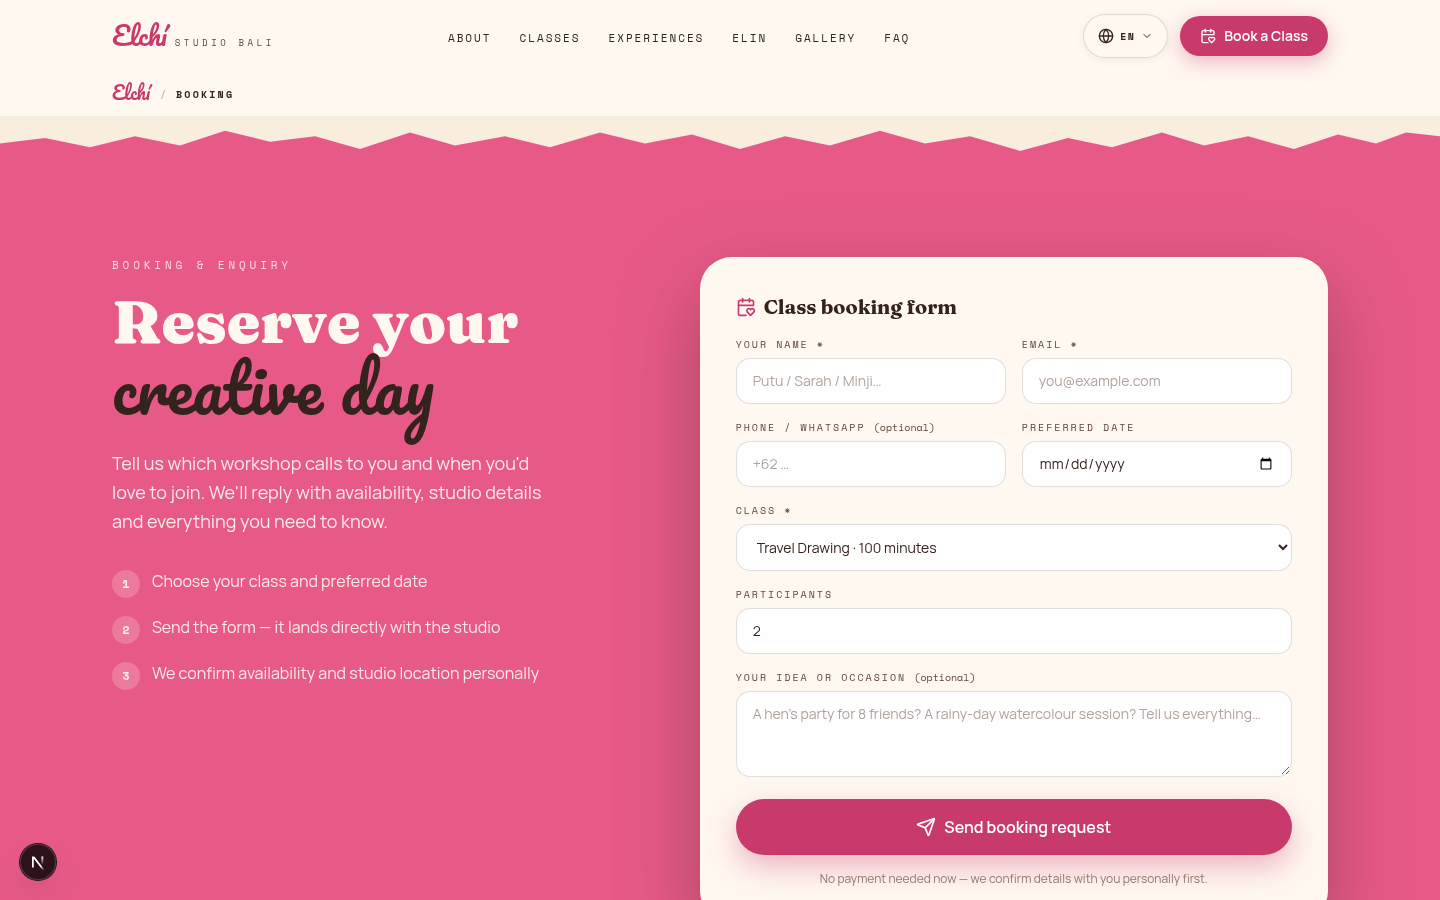 Elchí STUDIO BALI
ABOUT CLASSES EXPERIENCES ELIN GALLERY FAQ
EN
Book a Class
Elchí / BOOKING
BOOKING & ENQUIRY
Reserve your
creative day
Tell us which workshop calls to you and when you'd
love to join. We'll reply with availability, studio details
and everything you need to know.
1 Choose your class and preferred date
2 Send the form — it lands directly with the studio
3 We confirm availability and studio location personally
Class booking form
YOUR NAME *
Putu / Sarah / Minji...
EMAIL *
you@example.com
PHONE / WHATSAPP (optional)
+62 ...
PREFERRED DATE
mm/dd/yyyy
CLASS *
Travel Drawing · 100 minutes
PARTICIPANTS
2
YOUR IDEA OR OCCASION (optional)
A hen's party for 8 friends? A rainy-day watercolour session? Tell us everything...
Send booking request
No payment needed now — we confirm details with you personally first.
N